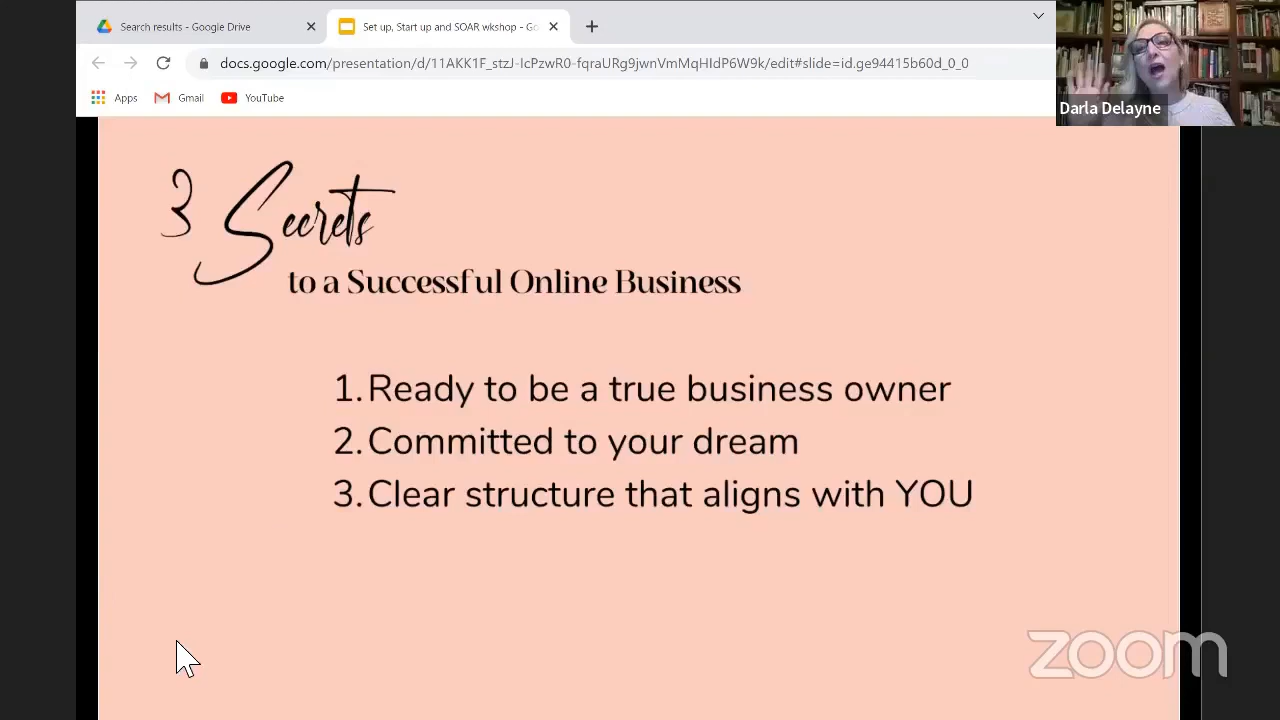 Search results - Google Drive
Set up, Start up and SOAR wkshop - Go
docs.google.com/presentation/d/11AKK1F_stzJ-IcPzwR0-fqraURg9jwnVmMqHIdP6W9k/edit#slide=id.ge94415b60d_0_0
Apps Gmail YouTube
Darla Delayne
3 Secrets
to a Successful Online Business
1. Ready to be a true business owner
2. Committed to your dream
3. Clear structure that aligns with YOU
zoom